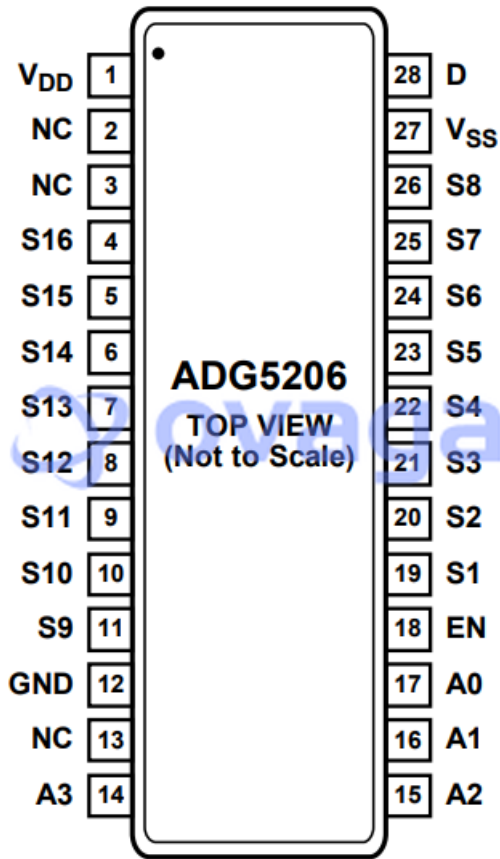 VDD 1 28 D
NC 2 27 VSS
NC 3 26 S8
S16 4 25 S7
S15 5 24 S6
S14 6 23 S5
ADG5206
S13 7 22 S4
TOP VIEW
(Not to Scale)
S12 8 21 S3
ovaga
S11 9 20 S2
S10 10 19 S1
S9 11 18 EN
GND 12 17 A0
NC 13 16 A1
A3 14 15 A2